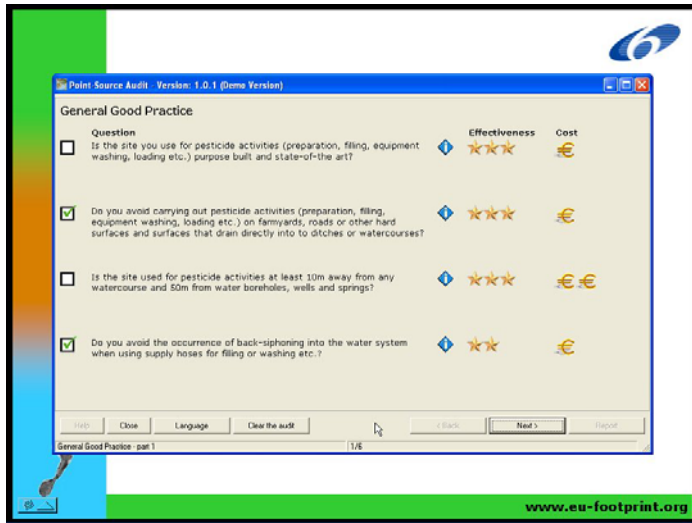 Point Source Audit - Version: 1.0.1 (Demo Version)
General Good Practice
Question Effectiveness Cost
Is the site you use for pesticide activities (preparation, filling, equipment
washing, loading etc.) purpose built and state-of-the art?
Do you avoid carrying out pesticide activities (preparation, filling,
equipment washing, loading etc.) on farmyards, roads or other hard
surfaces and surfaces that drain directly into to ditches or watercourses?
Is the site used for pesticide activities at least 10m away from any
watercourse and 50m from water boreholes, wells and springs?
Do you avoid the occurrence of back-siphoning into the water system
when using supply hoses for filling or washing etc.?
Help Close Language Clear the audit < Back Next > Report
General Good Practice - part 1 1/6
www.eu-footprint.org